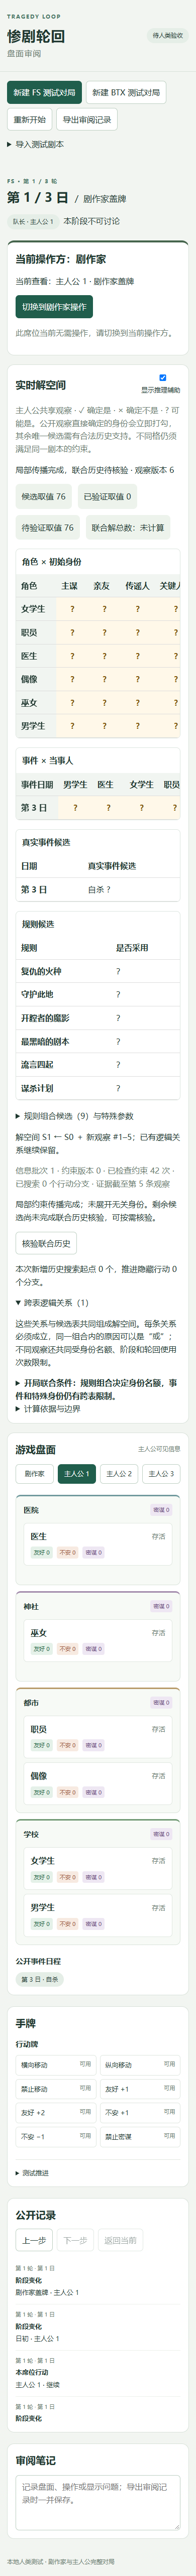 TRAGEDY LOOP
惨剧轮回
盘面审阅
待人类验收
新建 FS 测试对局
新建 BTX 测试对局
重新开始
导出审阅记录
▶ 导入测试剧本
FS · 第 1 / 3 轮
第 1 / 3 日 / 剧作家盖牌
队长 · 主人公 1
本阶段不可讨论
当前操作方：剧作家
当前查看：主人公 1 · 剧作家盖牌
切换到剧作家操作
此席位当前无需操作，请切换到当前操作方。
实时解空间
显示推理辅助
主人公共享观察 · ✓ 确定是 · × 确定不是 · ? 可
能是。公开观察直接确定的身份会立即打勾，
其余唯一候选需有合法历史支持。不同格仍须
满足同一剧本的约束。
局部传播完成，联合历史待核验 · 观察版本 6
候选取值 76
已验证取值 0
待验证取值 76
联合解总数：未计算
角色 × 初始身份
角色 主谋 亲友 传谣人 关键人
女学生 ? ? ? ?
职员 ? ? ? ?
医生 ? ? ? ?
偶像 ? ? ? ?
巫女 ? ? ? ?
男学生 ? ? ? ?
事件 × 当事人
事件日期 男学生 医生 女学生 职员
第 3 日 ? ? ? ?
真实事件候选
日期 真实事件候选
第 3 日 自杀 ?
规则候选
规则 是否采用
复仇的火种 ?
守护此地 ?
开膛者的魔影 ?
最黑暗的剧本 ?
流言四起 ?
谋杀计划 ?
▶ 规则组合候选（9）与特殊参数
解空间 S1 ← S0 + 新观察 #1–5；已有逻辑关
系继续保留。
信息批次 1 · 约束版本 0 · 已检查约束 42 次 ·
已搜索 0 个行动分支 · 证据截至第 5 条观察
局部约束传播完成；未展开无关身份。剩余候
选尚未完成联合历史核验，可按需核验。
核验联合历史
本次新增历史搜索起点 0 个，推进隐藏行动 0
个分支。
▼ 跨表逻辑关系（1）
这些关系与候选表共同组成解空间。每条关系
必须成立，同一组合内的原因可以是“或”；
不同观察还共同受身份名额、阶段和轮回使用
次数限制。
▶ 开局联合条件：规则组合决定身份名额，事
件和特殊身份仍有跨表限制。
▶ 计算依据与边界
游戏盘面
主人公可见信息
剧作家
主人公 1
主人公 2
主人公 3
医院 密谋 0
医生 存活
友好 0 不安 0 密谋 0
神社 密谋 0
巫女 存活
友好 0 不安 0 密谋 0
都市 密谋 0
职员 存活
友好 0 不安 0 密谋 0
偶像 存活
友好 0 不安 0 密谋 0
学校 密谋 0
女学生 存活
友好 0 不安 0 密谋 0
男学生 存活
友好 0 不安 0 密谋 0
公开事件日程
第 3 日 · 自杀
手牌
行动牌
横向移动 可用
纵向移动 可用
禁止移动 可用
友好 +1 可用
友好 +2 可用
不安 +1 可用
不安 −1 可用
禁止密谋 可用
▶ 测试推进
公开记录
上一步
下一步
返回当前
第 1 轮 · 第 1 日
阶段变化
剧作家盖牌 · 主人公 1
第 1 轮 · 第 1 日
阶段变化
日初 · 主人公 1
第 1 轮 · 第 1 日
本席位行动
主人公 1 · 继续
第 1 轮 · 第 1 日
阶段变化
审阅笔记
记录盘面、操作或显示问题；导出审阅记
录时一并保存。
本地人类测试 · 剧作家与主人公完整对局